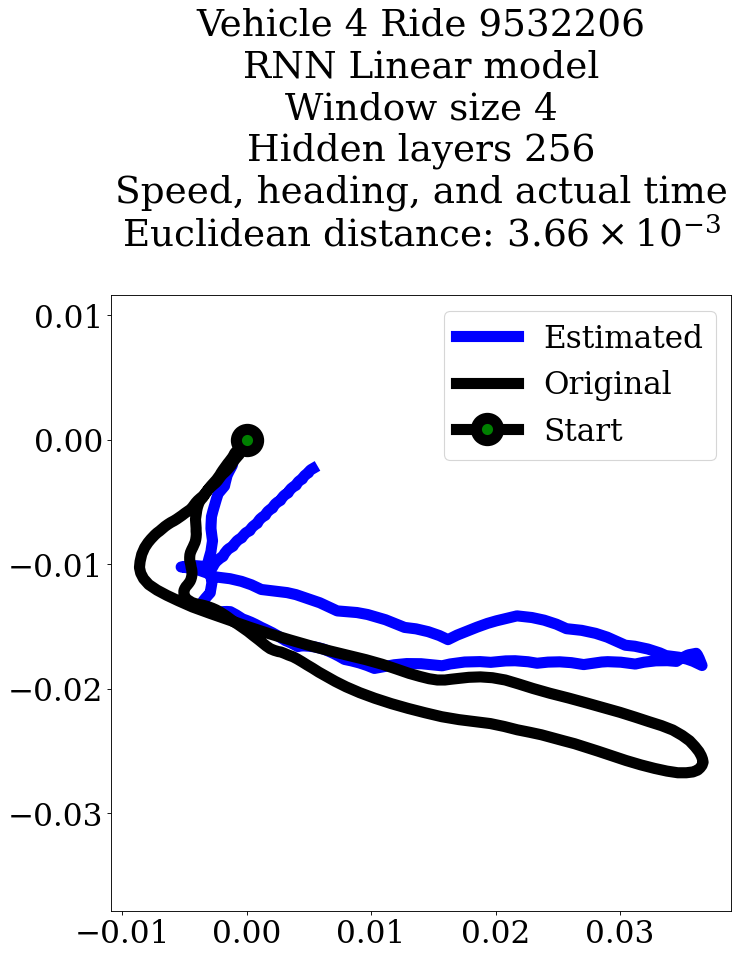 Vehicle 4 Ride 9532206
RNN Linear model
Window size 4
Hidden layers 256
Speed, heading, and actual time
Euclidean distance: 3.66 × 10⁻³
Estimated
Original
Start
0.01
0.00
−0.01
−0.02
−0.03
−0.01 0.00 0.01 0.02 0.03